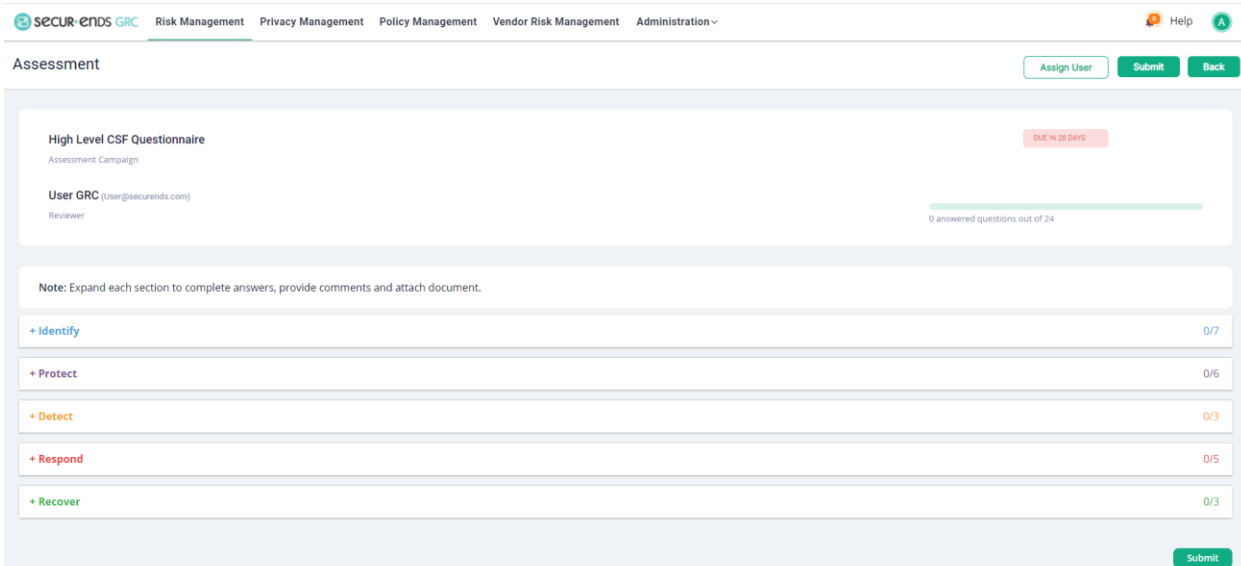 SECUR-ENDS GRC Risk Management Privacy Management Policy Management Vendor Risk Management Administration 0 Help A
Assessment Assign User Submit Back
High Level CSF Questionnaire DUE IN 28 DAYS
Assessment Campaign
User GRC (User@securends.com)
Reviewer 0 answered questions out of 24
Note: Expand each section to complete answers, provide comments and attach document.
+ Identify 0/7
+ Protect 0/6
+ Detect 0/3
+ Respond 0/5
+ Recover 0/3
Submit